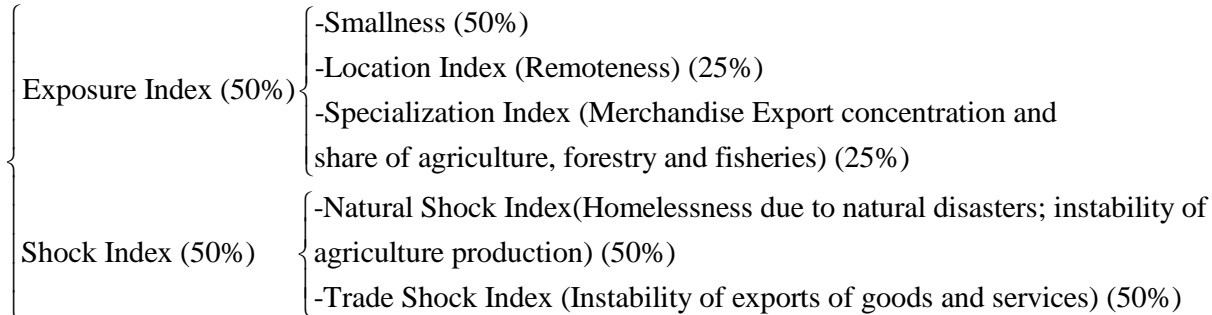 Exposure Index (50%)
-Smallness (50%)
-Location Index (Remoteness) (25%)
-Specialization Index (Merchandise Export concentration and
share of agriculture, forestry and fisheries) (25%)
Shock Index (50%)
-Natural Shock Index(Homelessness due to natural disasters; instability of
agriculture production) (50%)
-Trade Shock Index (Instability of exports of goods and services) (50%)